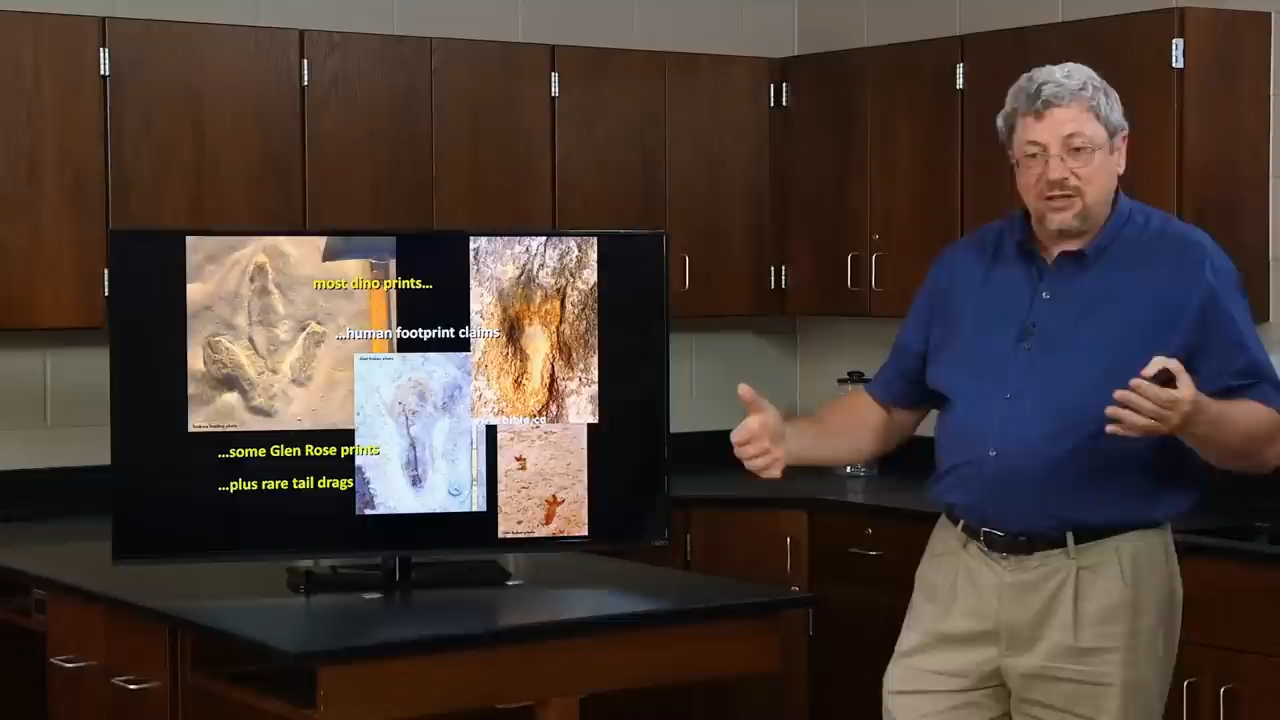 most dino prints...
...human footprint claims
...some Glen Rose prints
...plus rare tail drags